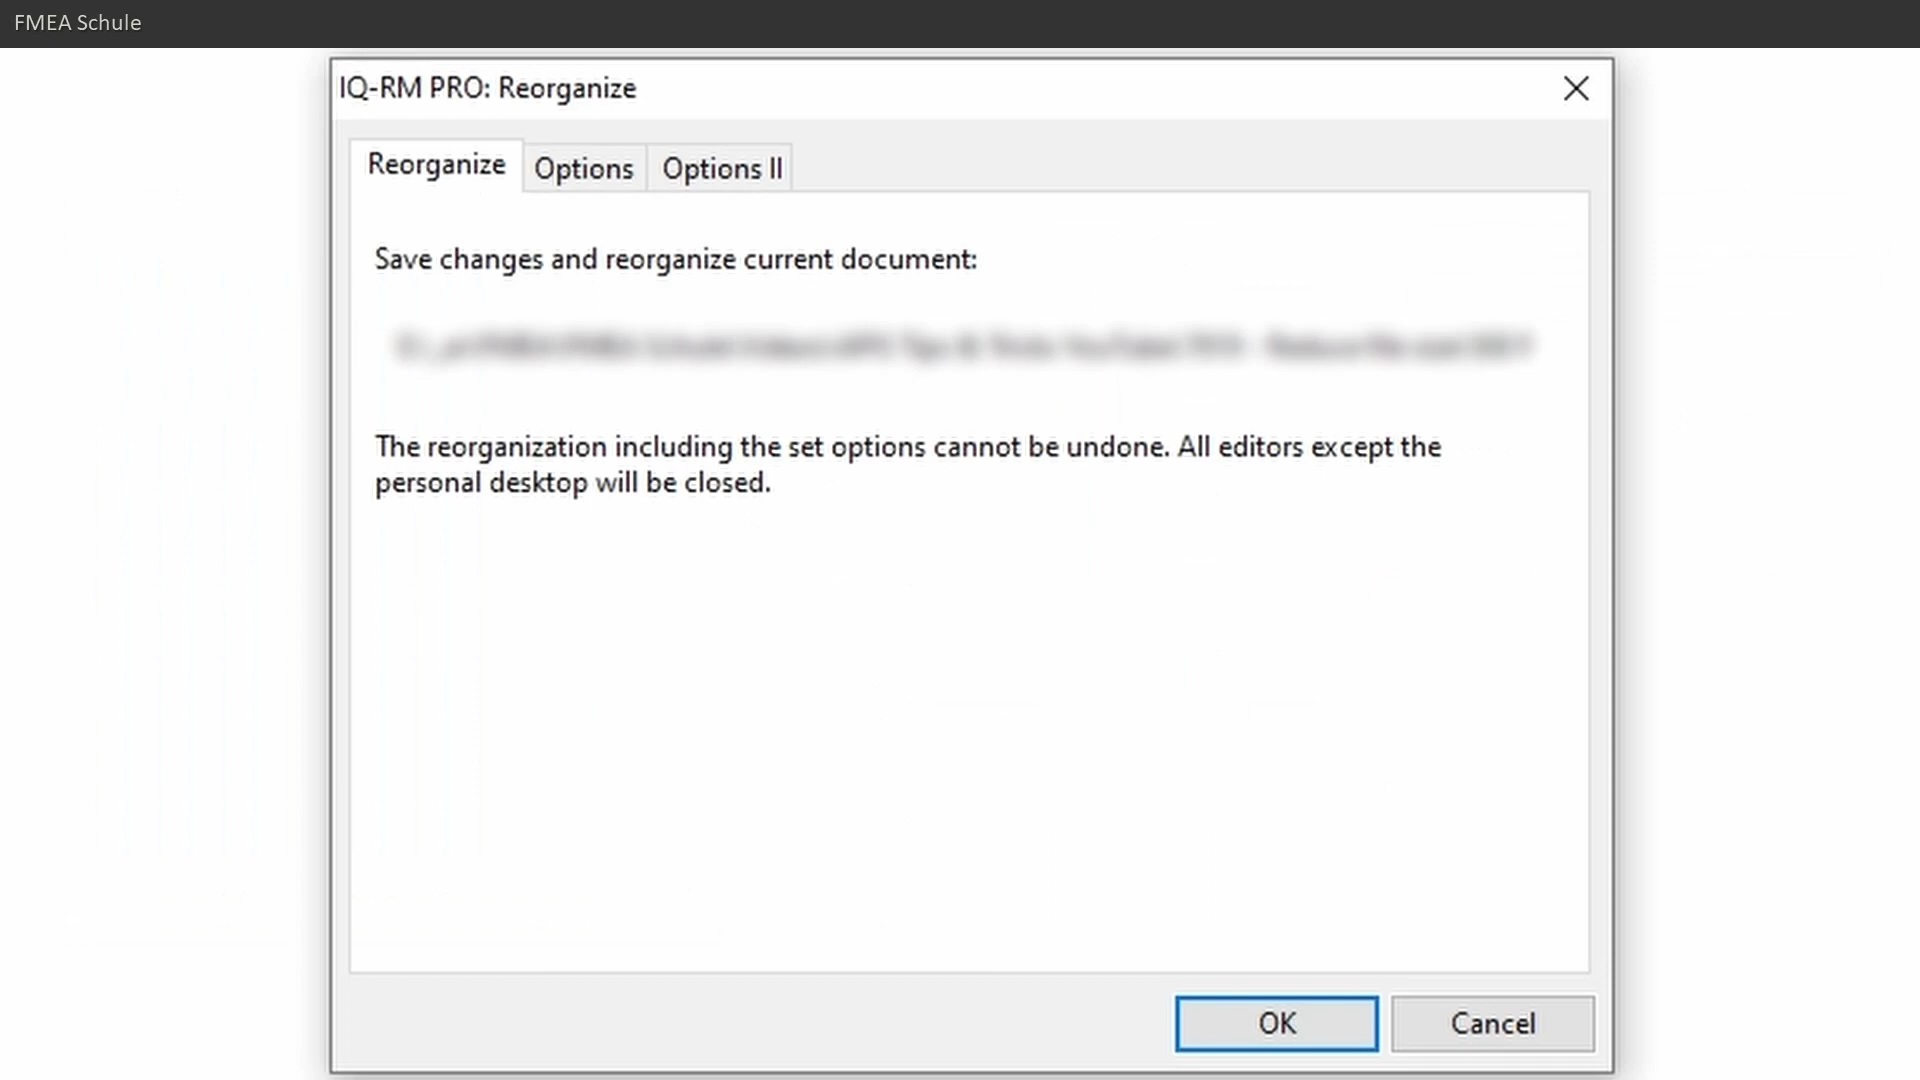 FMEA Schule
IQ-RM PRO: Reorganize
Reorganize
Options
Options II
Save changes and reorganize current document:
The reorganization including the set options cannot be undone. All editors except the
personal desktop will be closed.
OK
Cancel